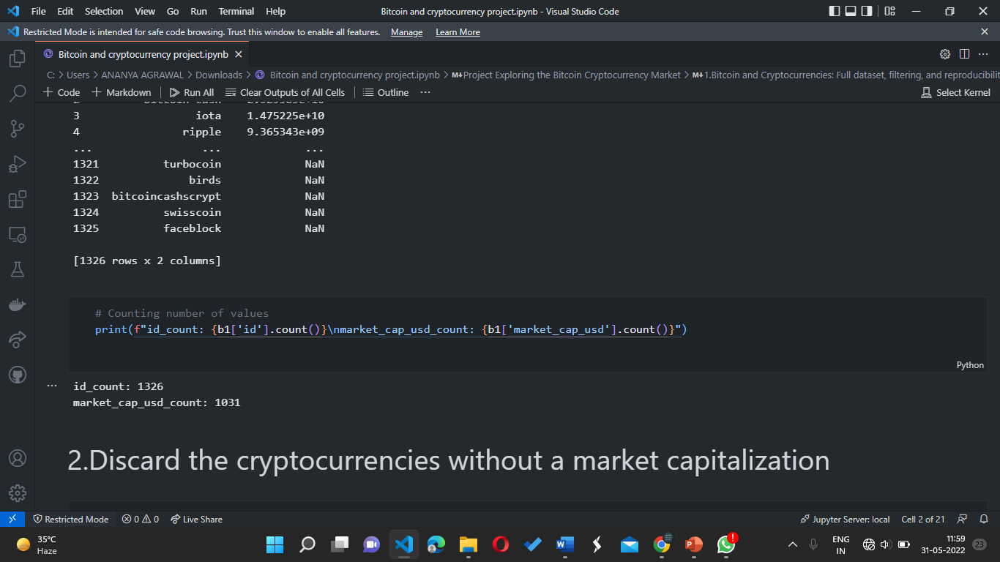 File Edit Selection View Go Run Terminal Help
Bitcoin and cryptocurrency project.ipynb - Visual Studio Code
Restricted Mode is intended for safe code browsing. Trust this window to enable all features. Manage Learn More
Bitcoin and cryptocurrency project.ipynb
C: > Users > ANANYA AGRAWAL > Downloads > Bitcoin and cryptocurrency project.ipynb > M↓Project Exploring the Bitcoin Cryptocurrency Market > M↓1.Bitcoin and Cryptocurrencies: Full dataset, filtering, and reproducibilit
+ Code + Markdown Run All Clear Outputs of All Cells Outline ... Select Kernel
3 iota 1.475225e+10
4 ripple 9.365343e+09
... ... ...
1321 turbocoin NaN
1322 birds NaN
1323 bitcoincashscrypt NaN
1324 swisscoin NaN
1325 faceblock NaN
[1326 rows x 2 columns]
# Counting number of values
print(f"id_count: {b1['id'].count()}\nmarket_cap_usd_count: {b1['market_cap_usd'].count()}")
Python
id_count: 1326
market_cap_usd_count: 1031
2.Discard the cryptocurrencies without a market capitalization
Restricted Mode 0 0 Live Share Jupyter Server: local Cell 2 of 21
35°C
Haze
ENG
IN
11:59
31-05-2022
23